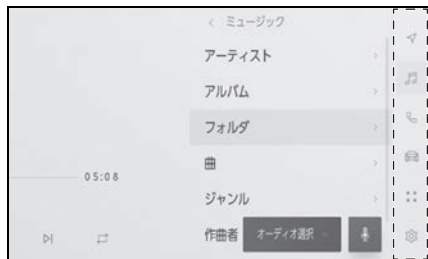 ミュージック
アーティスト
アルバム
フォルダ
曲
05:08
ジャンル
作曲者
オーディオ選択